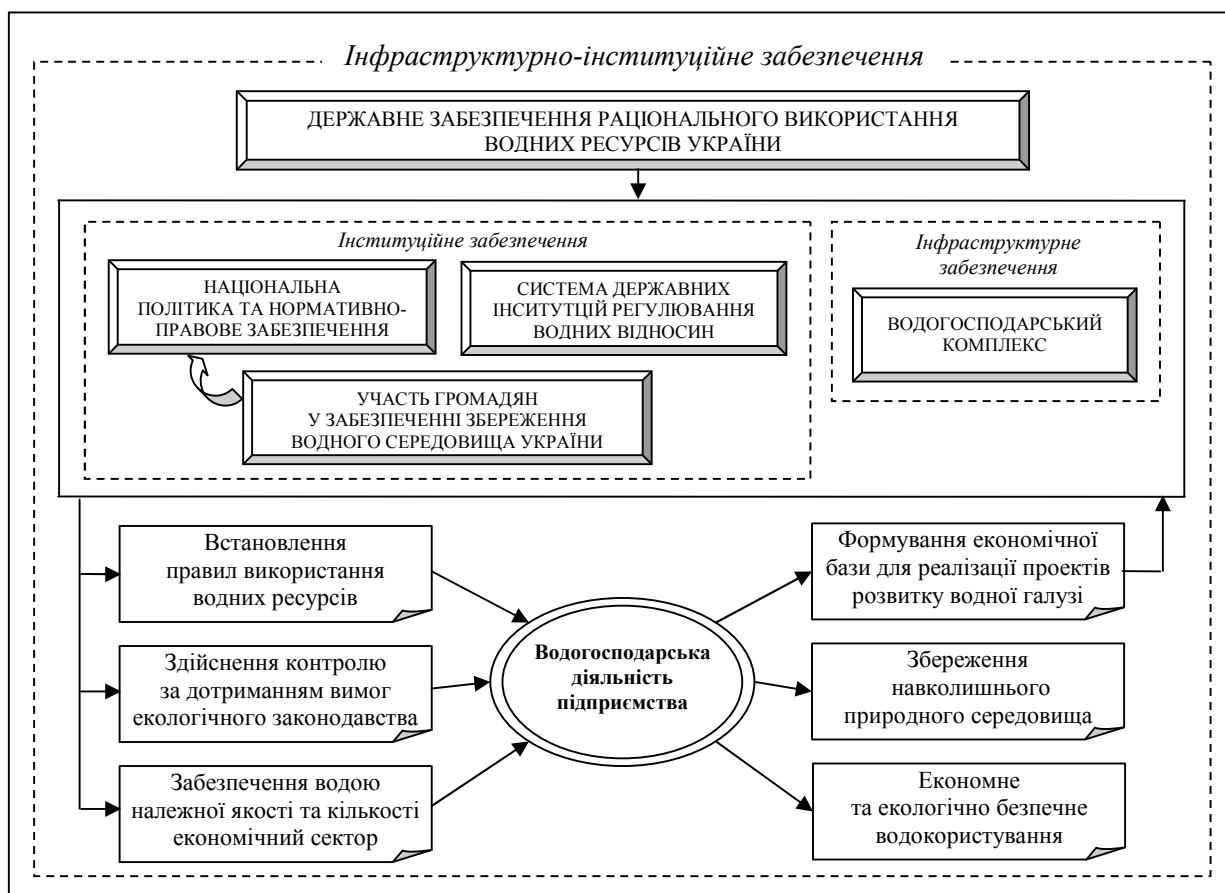 Інфраструктурно-інституційне забезпечення
ДЕРЖАВНЕ ЗАБЕЗПЕЧЕННЯ РАЦІОНАЛЬНОГО ВИКОРИСТАННЯ
ВОДНИХ РЕСУРСІВ УКРАЇНИ
Інституційне забезпечення
НАЦІОНАЛЬНА
ПОЛІТИКА ТА НОРМАТИВНО-
ПРАВОВЕ ЗАБЕЗПЕЧЕННЯ
СИСТЕМА ДЕРЖАВНИХ
ІНСИТУТЦІЙ РЕГУЛЮВАННЯ
ВОДНИХ ВІДНОСИН
УЧАСТЬ ГРОМАДЯН
У ЗАБЕЗПЕЧЕННІ ЗБЕРЕЖЕННЯ
ВОДНОГО СЕРЕДОВИЩА УКРАЇНИ
Інфраструктурне
забезпечення
ВОДОГОСПОДАРСЬКИЙ
КОМПЛЕКС
Встановлення
правил використання
водних ресурсів
Здійснення контролю
за дотриманням вимог
екологічного законодавства
Забезпечення водою
належної якості та кількості
економічний сектор
Водогосподарська
діяльність
підприємства
Формування економічної
бази для реалізації проектів
розвитку водної галузі
Збереження
навколишнього
природного середовища
Економне
та екологічно безпечне
водокористування